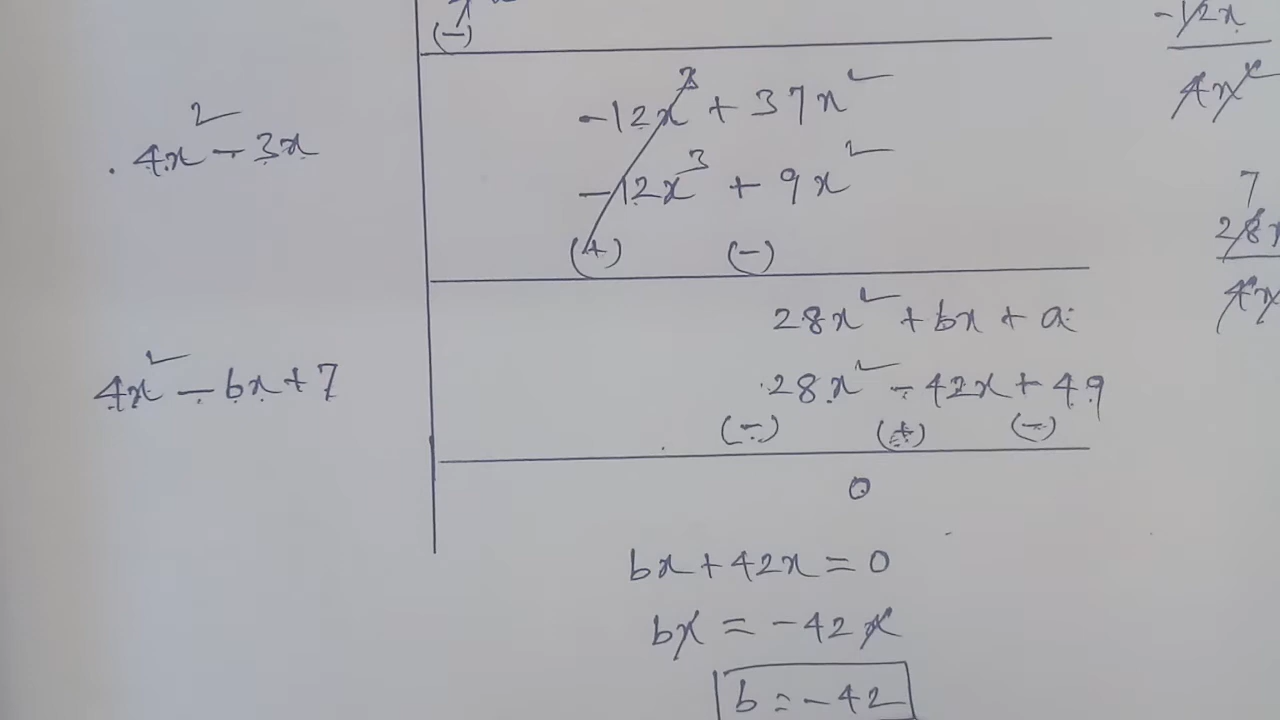 (-)
-12x
-12x³ + 37x²
4x²
4x² - 3x
-12x³ + 9x²
7
28x
(+) (-)
4x
28x² + bx + a
4x² - 6x + 7
28x² - 42x + 49
(-) (+) (-)
0
bx + 42x = 0
bx = -42x
b = -42